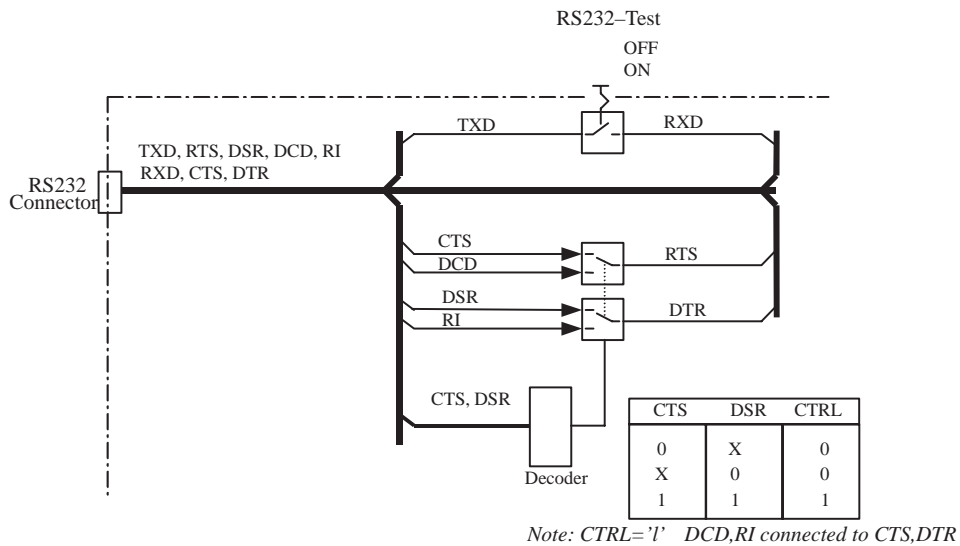 RS232–Test
OFF
ON
TXD
RXD
TXD, RTS, DSR, DCD, RI
RXD, CTS, DTR
RS232
Connector
CTS
DCD
RTS
DSR
RI
DTR
CTS, DSR
Decoder
CTS DSR CTRL
0 X 0
X 0 0
1 1 1
Note: CTRL='l' DCD,RI connected to CTS,DTR